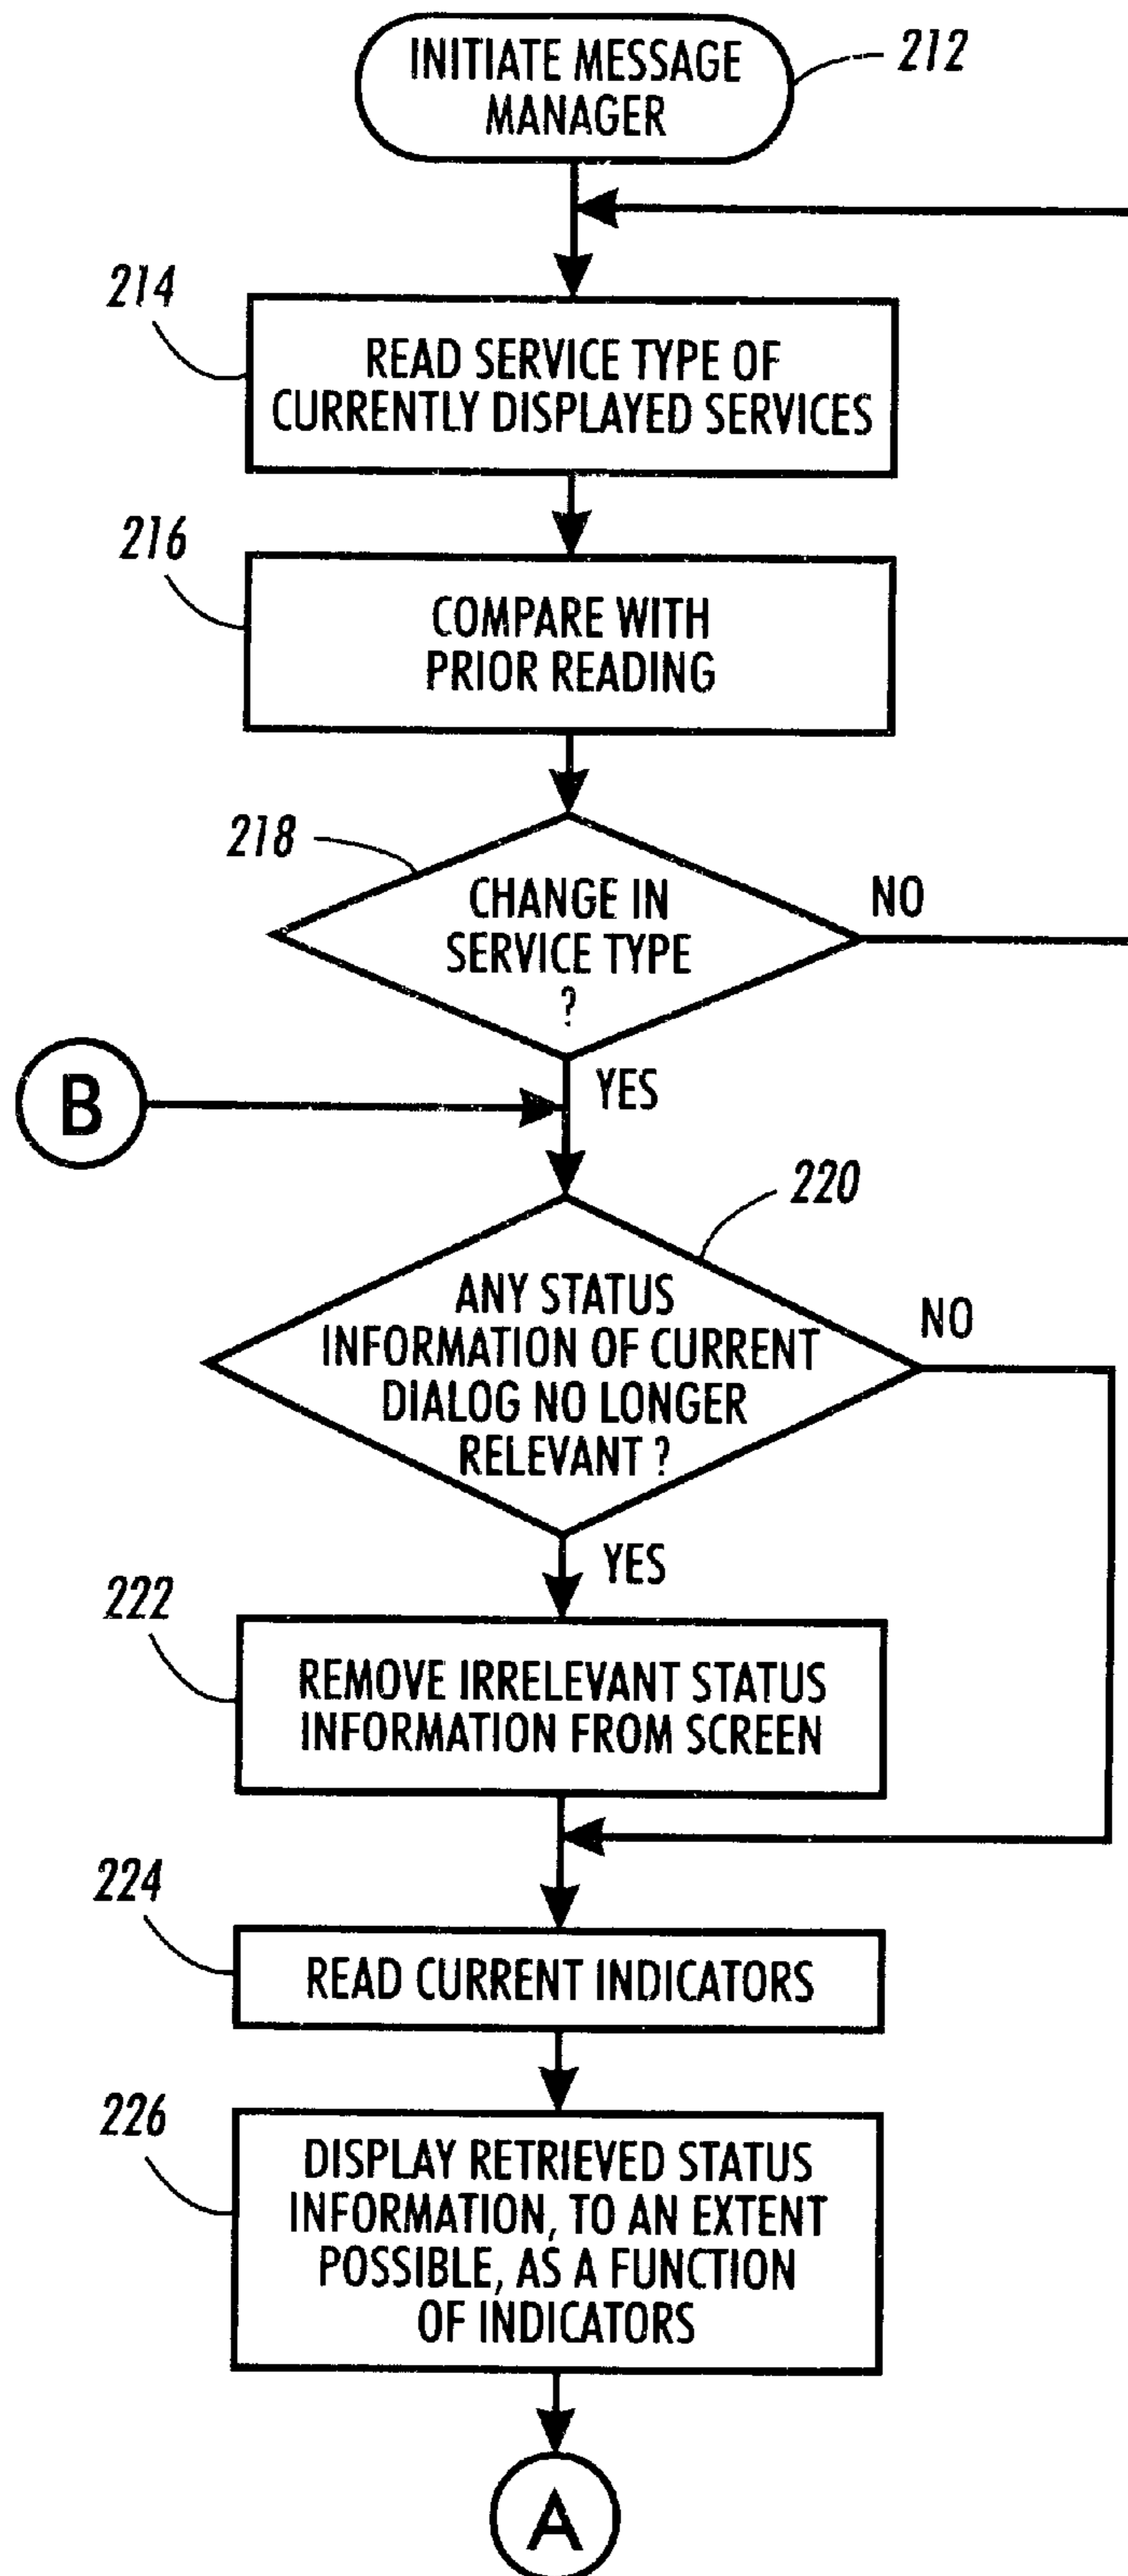 INITIATE MESSAGE
MANAGER
212
214
READ SERVICE TYPE OF
CURRENTLY DISPLAYED SERVICES
216
COMPARE WITH
PRIOR READING
218
CHANGE IN
SERVICE TYPE
?
NO
B
YES
220
ANY STATUS
INFORMATION OF CURRENT
DIALOG NO LONGER
RELEVANT ?
NO
YES
222
REMOVE IRRELEVANT STATUS
INFORMATION FROM SCREEN
224
READ CURRENT INDICATORS
226
DISPLAY RETRIEVED STATUS
INFORMATION, TO AN EXTENT
POSSIBLE, AS A FUNCTION
OF INDICATORS
A